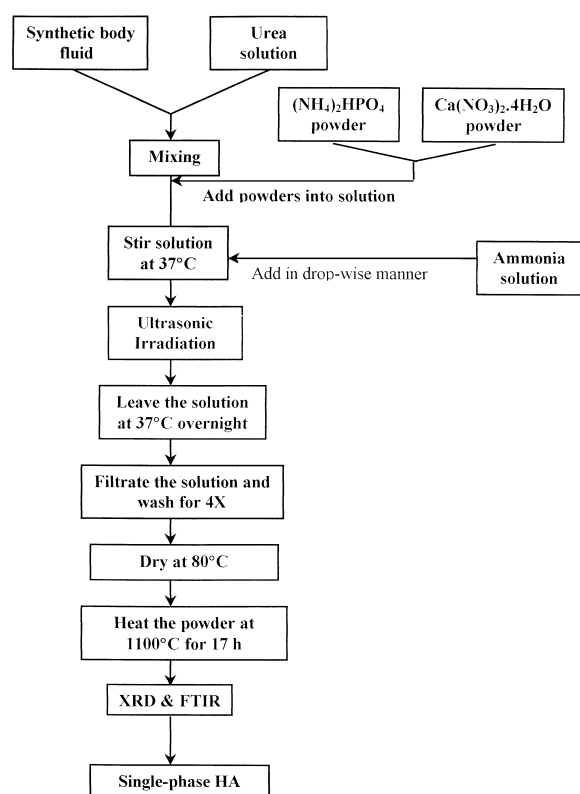 Synthetic body
fluid
Urea
solution
(NH₄)₂HPO₄
powder
Ca(NO₃)₂.4H₂O
powder
Mixing
Add powders into solution
Stir solution
at 37°C
Add in drop-wise manner
Ammonia
solution
Ultrasonic
Irradiation
Leave the solution
at 37°C overnight
Filtrate the solution and
wash for 4X
Dry at 80°C
Heat the powder at
1100°C for 17 h
XRD & FTIR
Single-phase HA